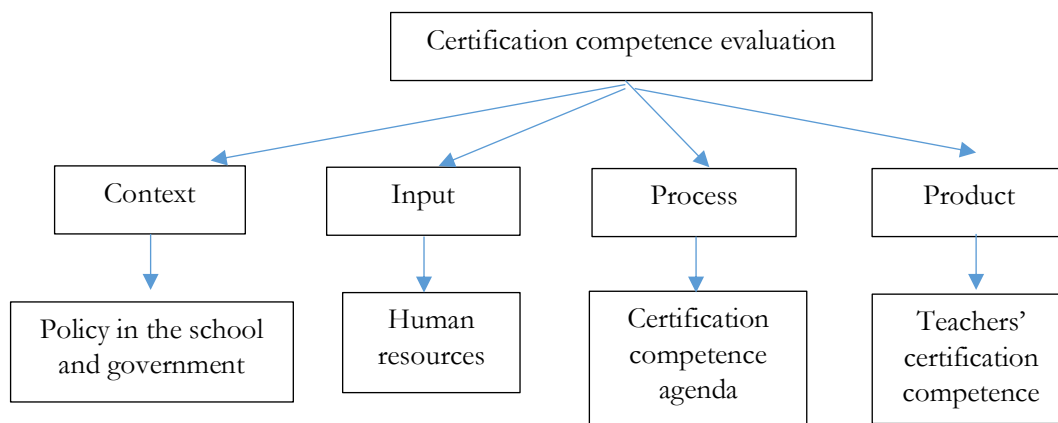 Certification competence evaluation
Context
Input
Process
Product
Policy in the school
and government
Human
resources
Certification
competence
agenda
Teachers’
certification
competence